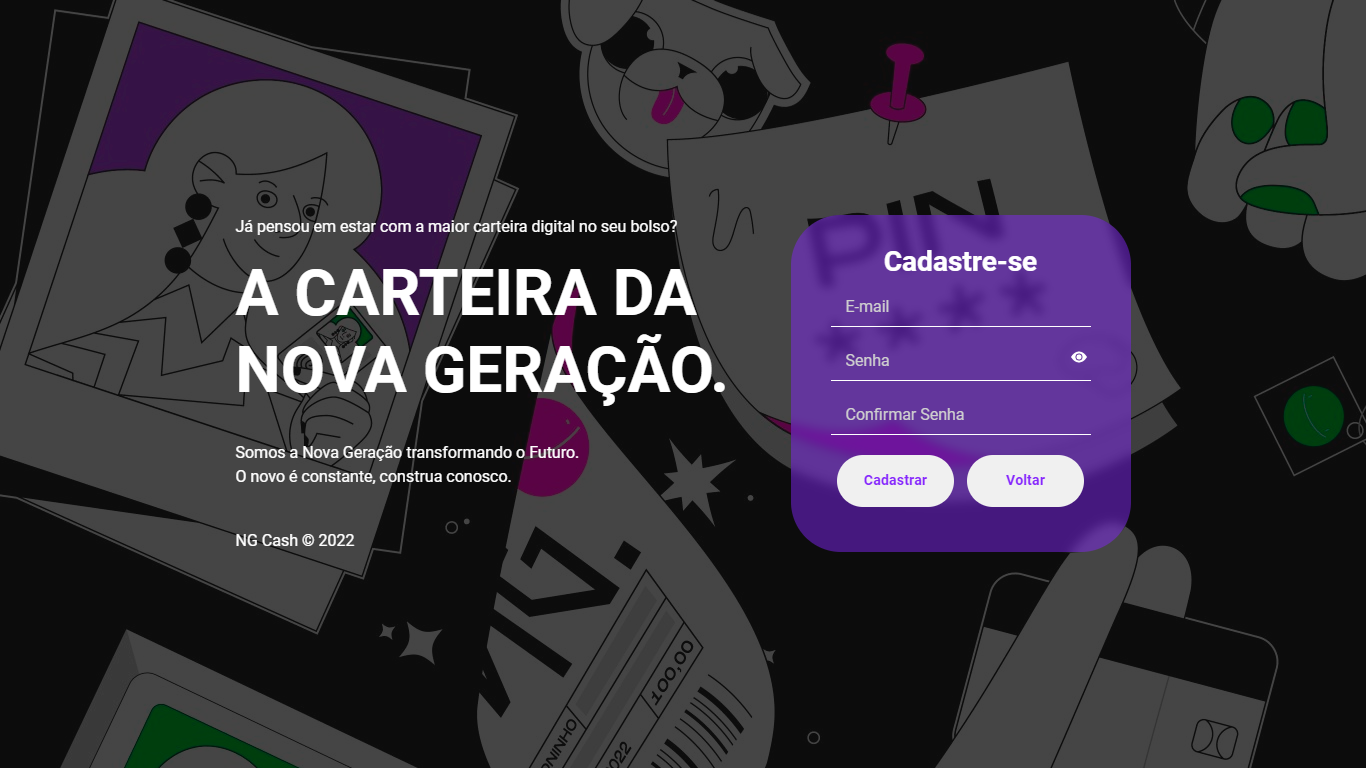 Já pensou em estar com a maior carteira digital no seu bolso?
A CARTEIRA DA
NOVA GERAÇÃO.
Somos a Nova Geração transformando o Futuro.
O novo é constante, construa conosco.
NG Cash © 2022
PIN
****
Cadastre-se
E-mail
Senha
Confirmar Senha
Cadastrar
Voltar
100,00
2022